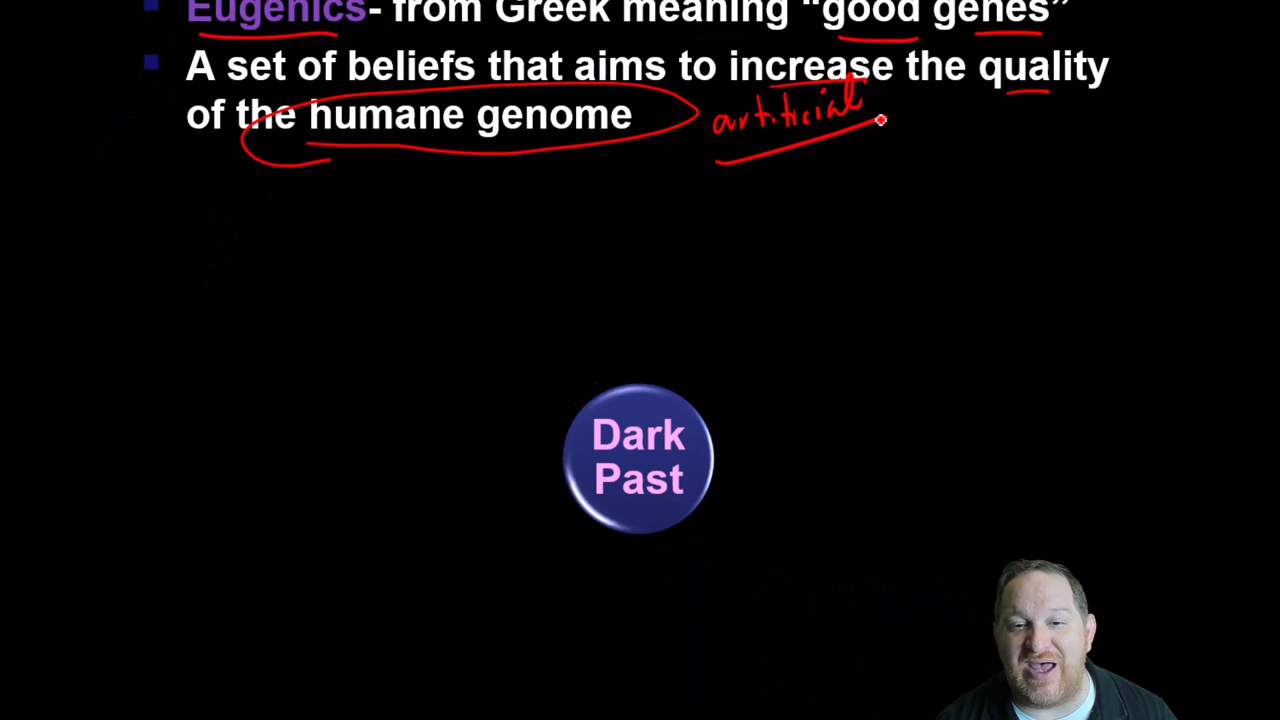 Eugenics- from Greek meaning “good genes”
A set of beliefs that aims to increase the quality
of the humane genome
artificial
Dark
Past